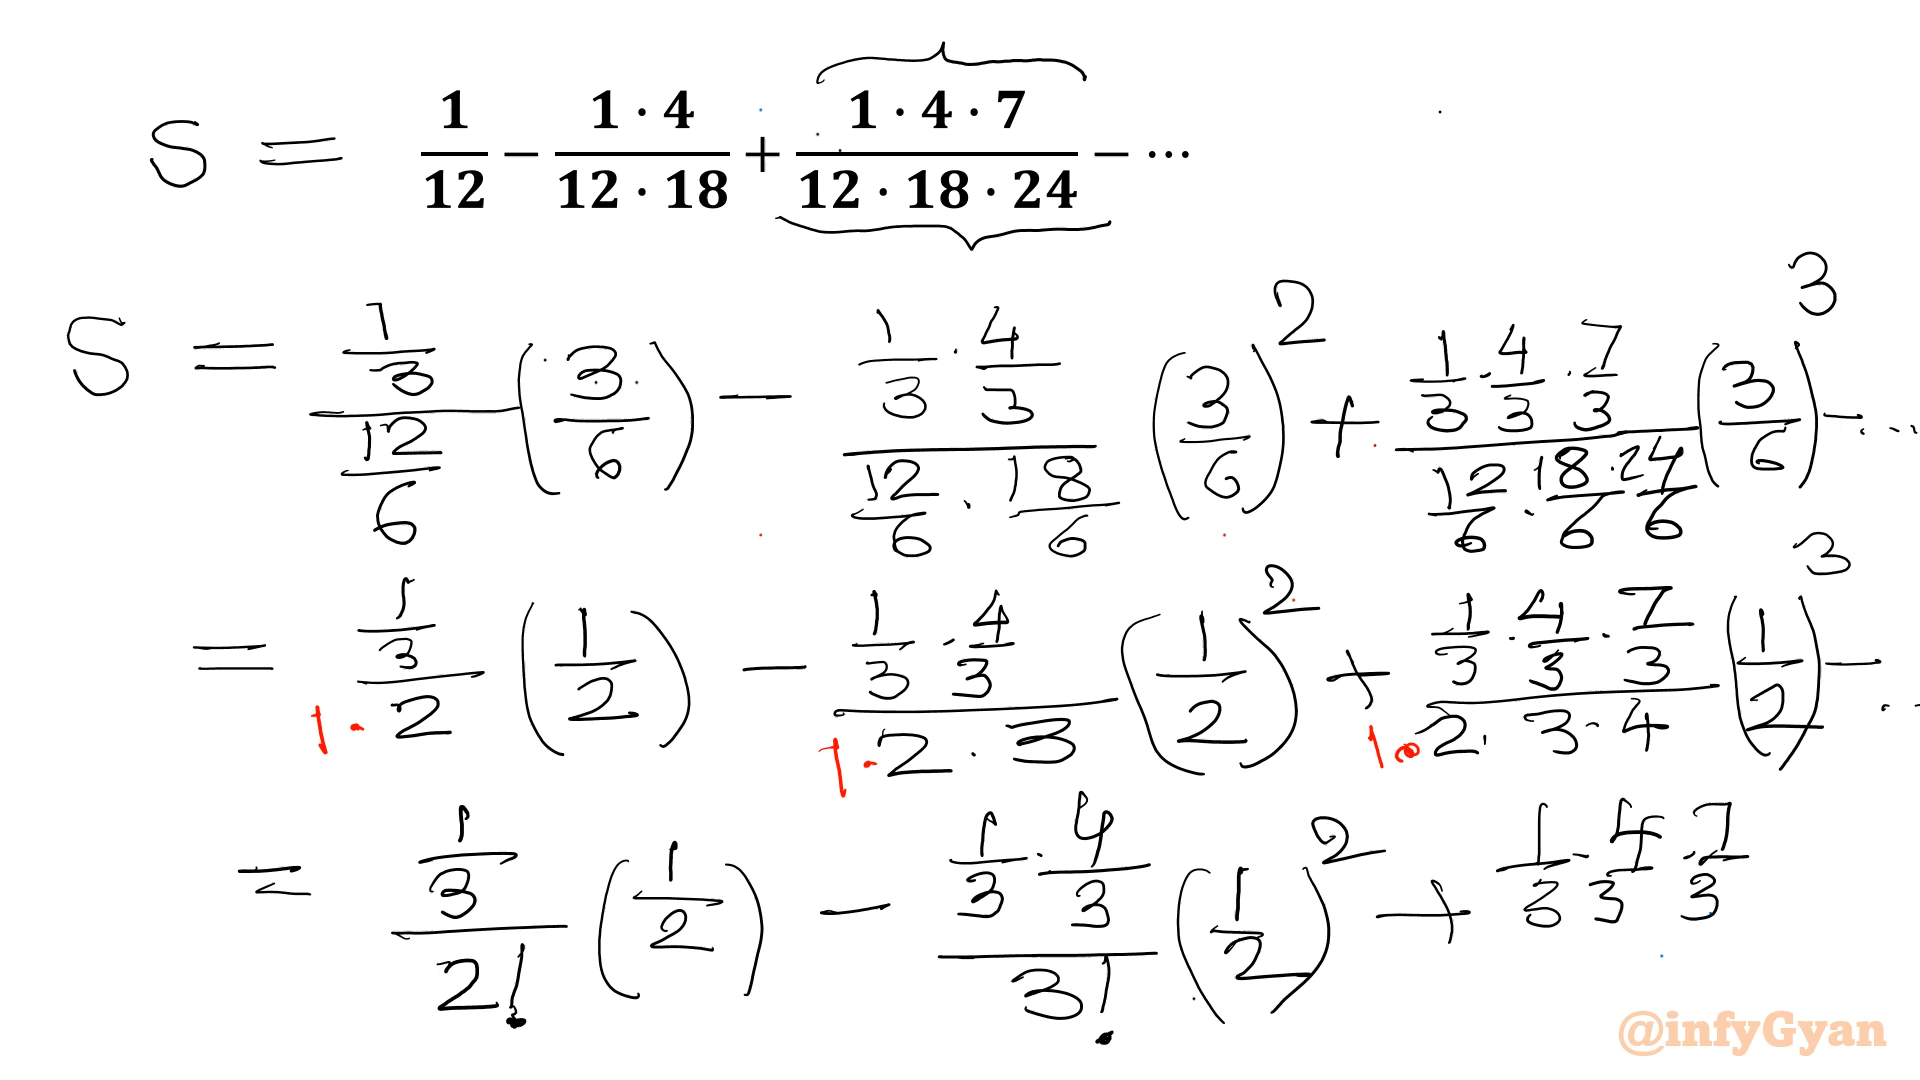 S = 1/12 − 1·4/12·18 + 1·4·7/12·18·24 − ⋯
S = (1/3)/(12/6) (3/6) − (1/3 · 4/3)/(12/6 · 18/6) (3/6)^2 + (1/3 · 4/3 · 7/3)/(12/6 · 18/6 · 24/6) (3/6)^3 − ...
= (1/3)/(1·2) (1/2) − (1/3 · 4/3)/(1·2·3) (1/2)^2 + (1/3 · 4/3 · 7/3)/(1·2·3·4) (1/2)^3 − ...
= (1/3)/2! (1/2) − (1/3 · 4/3)/3! (1/2)^2 + 1/3 · 4/3 · 7/3
@infyGyan